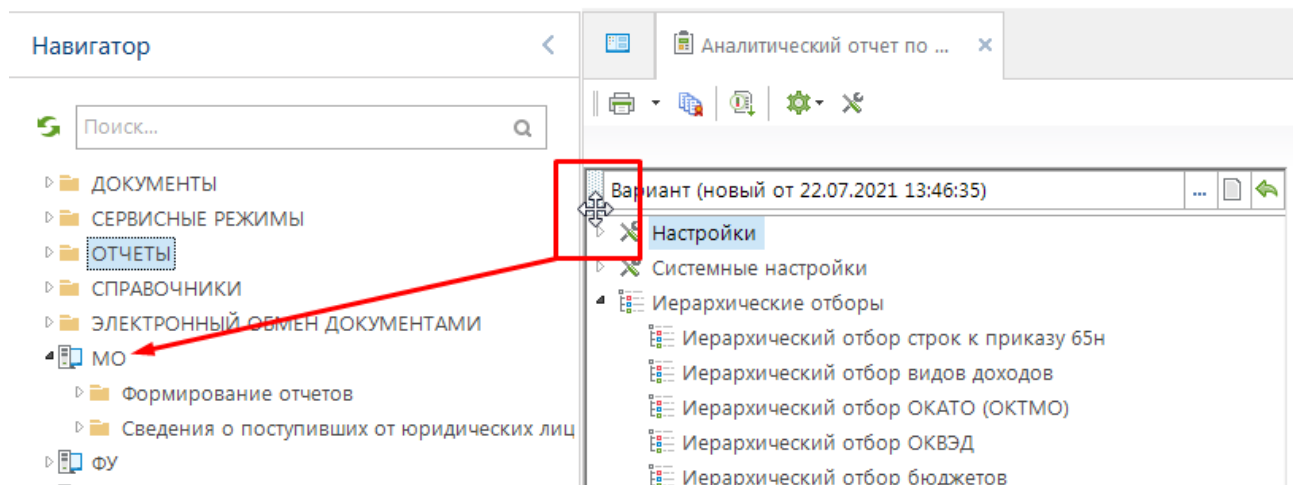 Навигатор
Поиск...
ДОКУМЕНТЫ
СЕРВИСНЫЕ РЕЖИМЫ
ОТЧЕТЫ
СПРАВОЧНИКИ
ЭЛЕКТРОННЫЙ ОБМЕН ДОКУМЕНТАМИ
МО
Формирование отчетов
Сведения о поступивших от юридических лиц
ФУ
Аналитический отчет по ...
Вариант (новый от 22.07.2021 13:46:35)
...
Настройки
Системные настройки
Иерархические отборы
Иерархический отбор строк к приказу 65н
Иерархический отбор видов доходов
Иерархический отбор ОКАТО (ОКТМО)
Иерархический отбор ОКВЭД
Иерархический отбор бюджетов